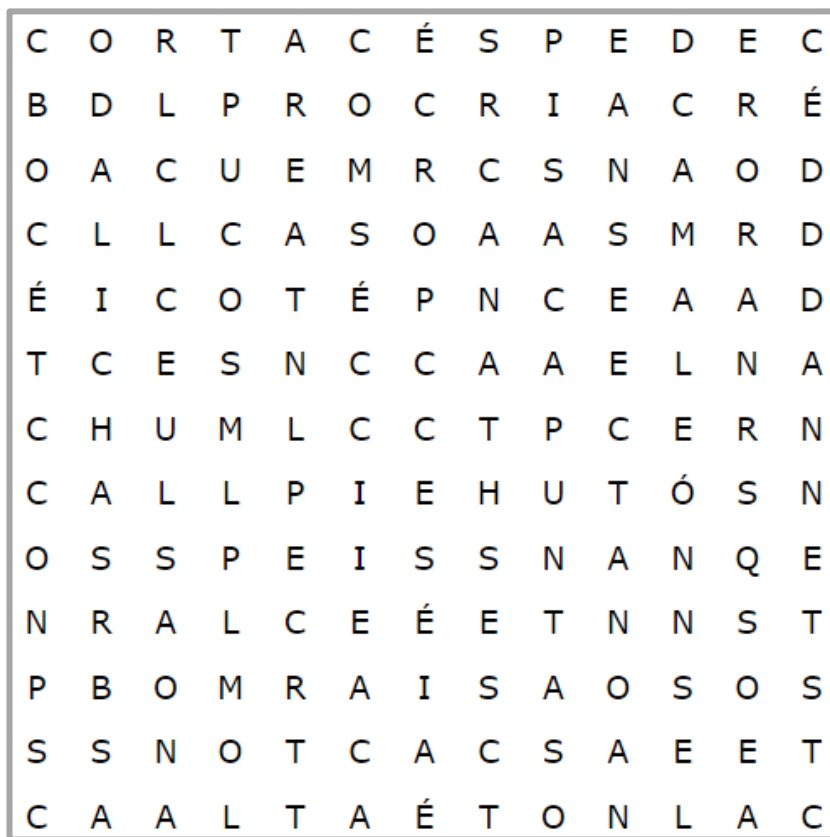 C O R T A C É S P E D E C
B D L P R O C R I A C R É
O A C U E M R C S N A O D
C L L C A S O A A S M R D
É I C O T É P N C E A A D
T C E S N C C A A E L N A
C H U M L C C T P C E R N
C A L L P I E H U T Ó S N
O S S P E I S S N A N Q E
N R A L C E É E T N N S T
P B O M R A I S A O S O S
S S N O T C A C S A E E T
C A A L T A É T O N L A C